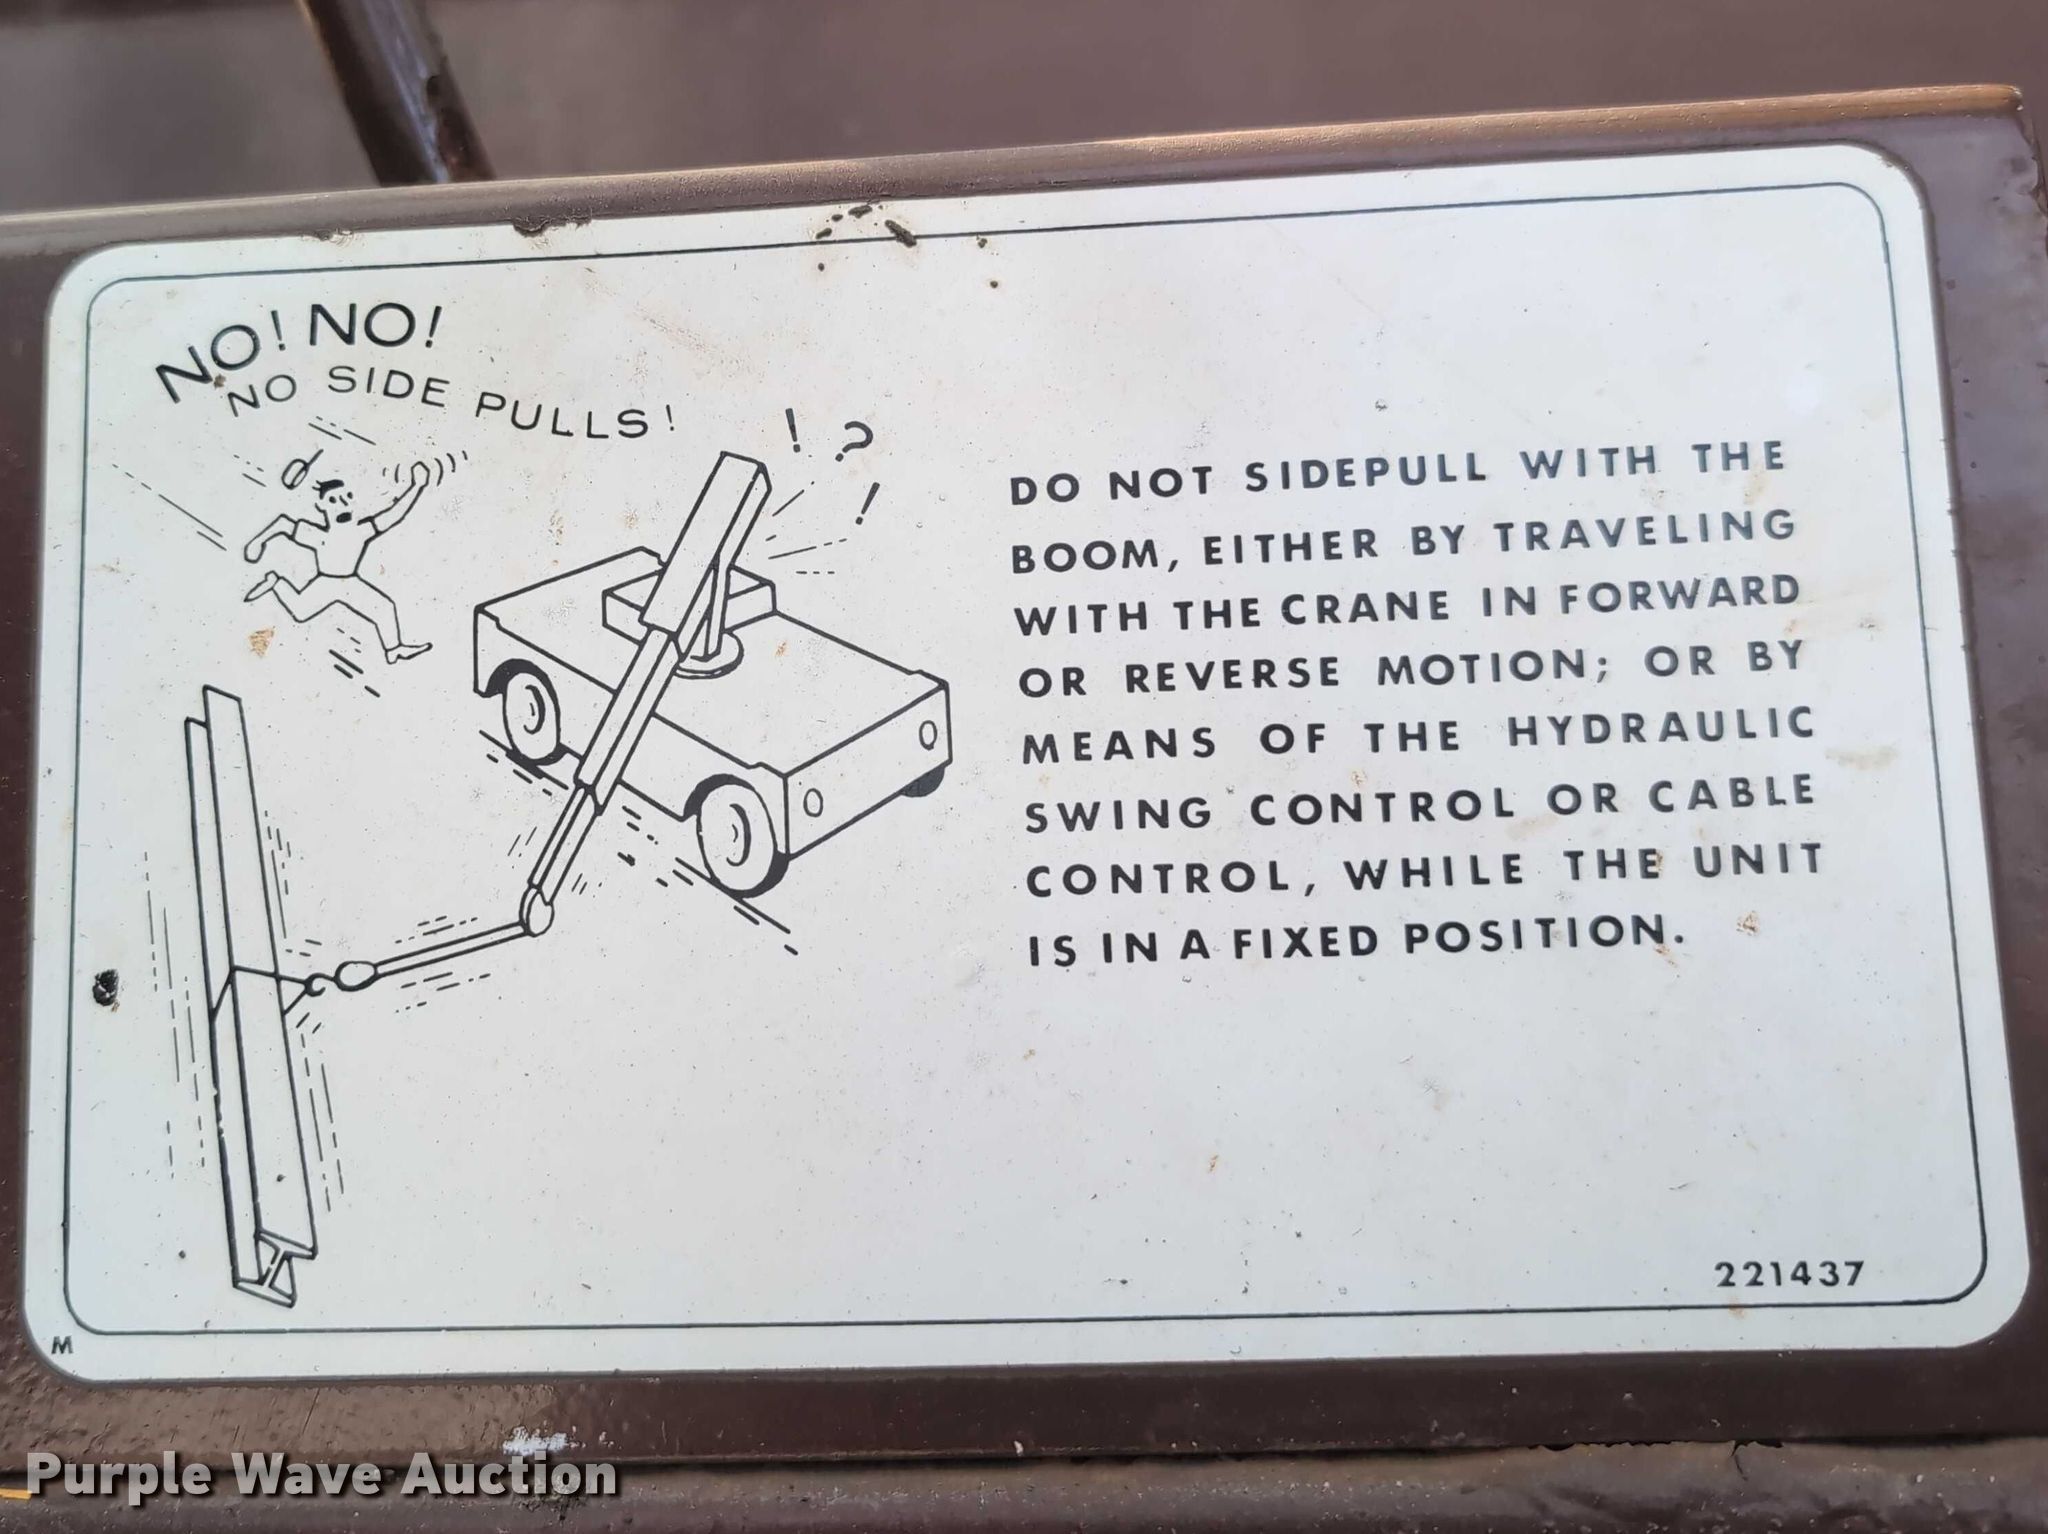 NO! NO!
NO SIDE PULLS!
! ?
!
DO NOT SIDEPULL WITH THE
BOOM, EITHER BY TRAVELING
WITH THE CRANE IN FORWARD
OR REVERSE MOTION; OR BY
MEANS OF THE HYDRAULIC
SWING CONTROL OR CABLE
CONTROL, WHILE THE UNIT
IS IN A FIXED POSITION.
221437
M
Purple Wave Auction